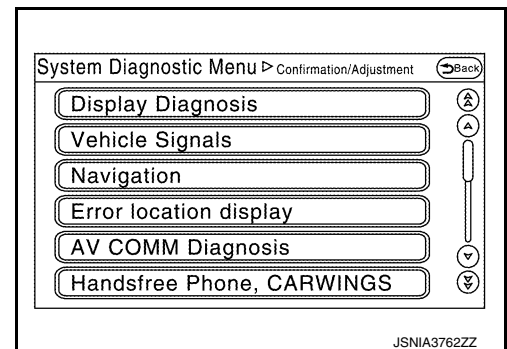 System Diagnostic Menu ▷ Confirmation/Adjustment Back
Display Diagnosis
Vehicle Signals
Navigation
Error location display
AV COMM Diagnosis
Handsfree Phone, CARWINGS
JSNIA3762ZZ